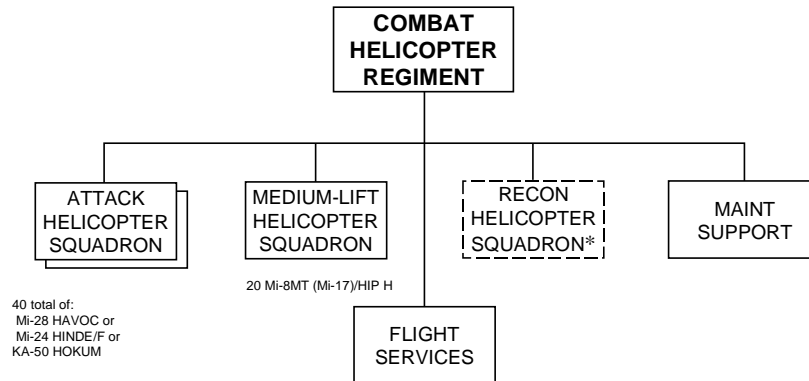 COMBAT
HELICOPTER
REGIMENT
ATTACK
HELICOPTER
SQUADRON
MEDIUM-LIFT
HELICOPTER
SQUADRON
RECON
HELICOPTER
SQUADRON*
MAINT
SUPPORT
40 total of:
Mi-28 HAVOC or
Mi-24 HINDE/F or
KA-50 HOKUM
20 Mi-8MT (Mi-17)/HIP H
FLIGHT
SERVICES